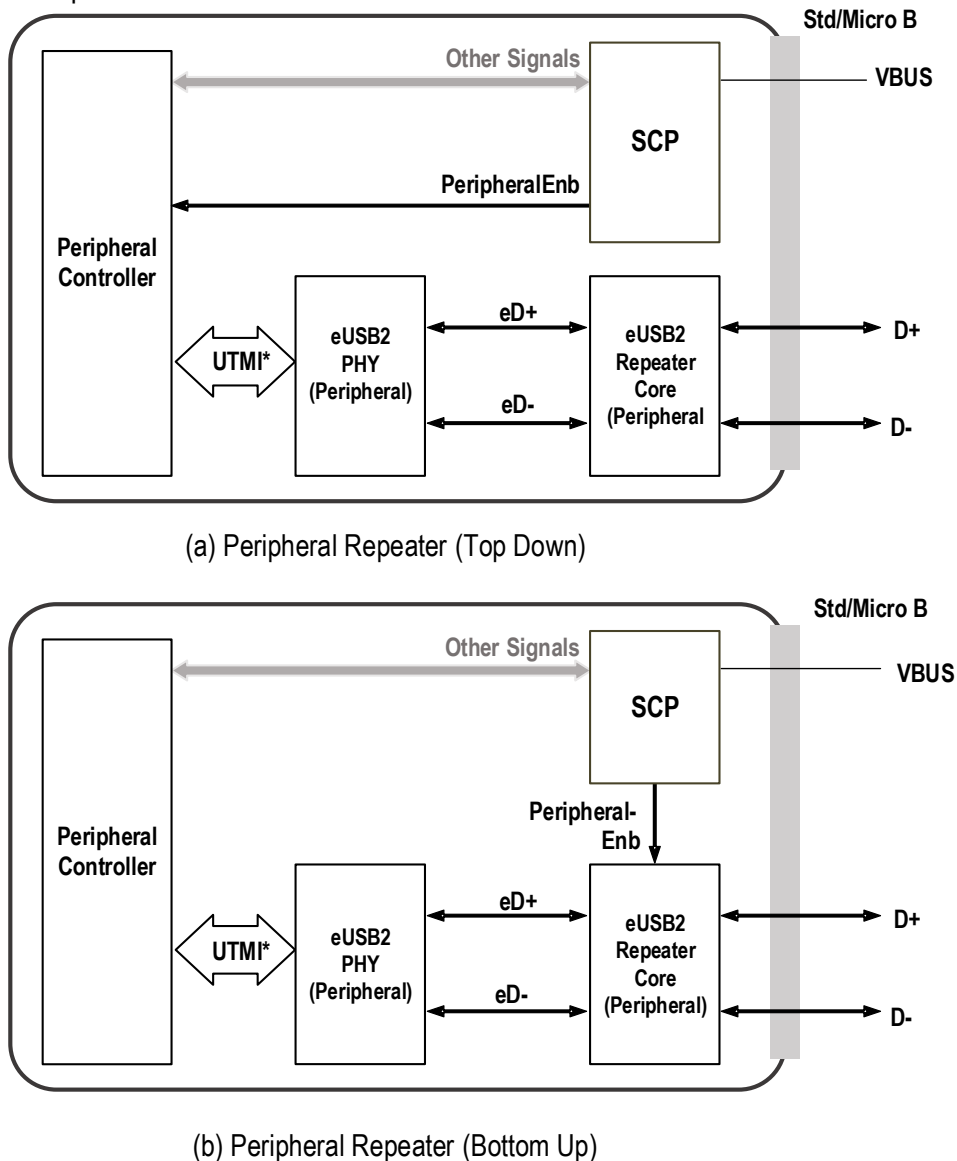 Std/Micro B
Other Signals
VBUS
SCP
PeripheralEnb
Peripheral
Controller
eUSB2
PHY
(Peripheral)
eD+
eD-
UTMI*
eUSB2
Repeater
Core
(Peripheral
D+
D-
(a) Peripheral Repeater (Top Down)
Std/Micro B
Other Signals
VBUS
SCP
Peripheral-
Enb
Peripheral
Controller
eUSB2
PHY
(Peripheral)
eD+
eD-
UTMI*
eUSB2
Repeater
Core
(Peripheral)
D+
D-
(b) Peripheral Repeater (Bottom Up)